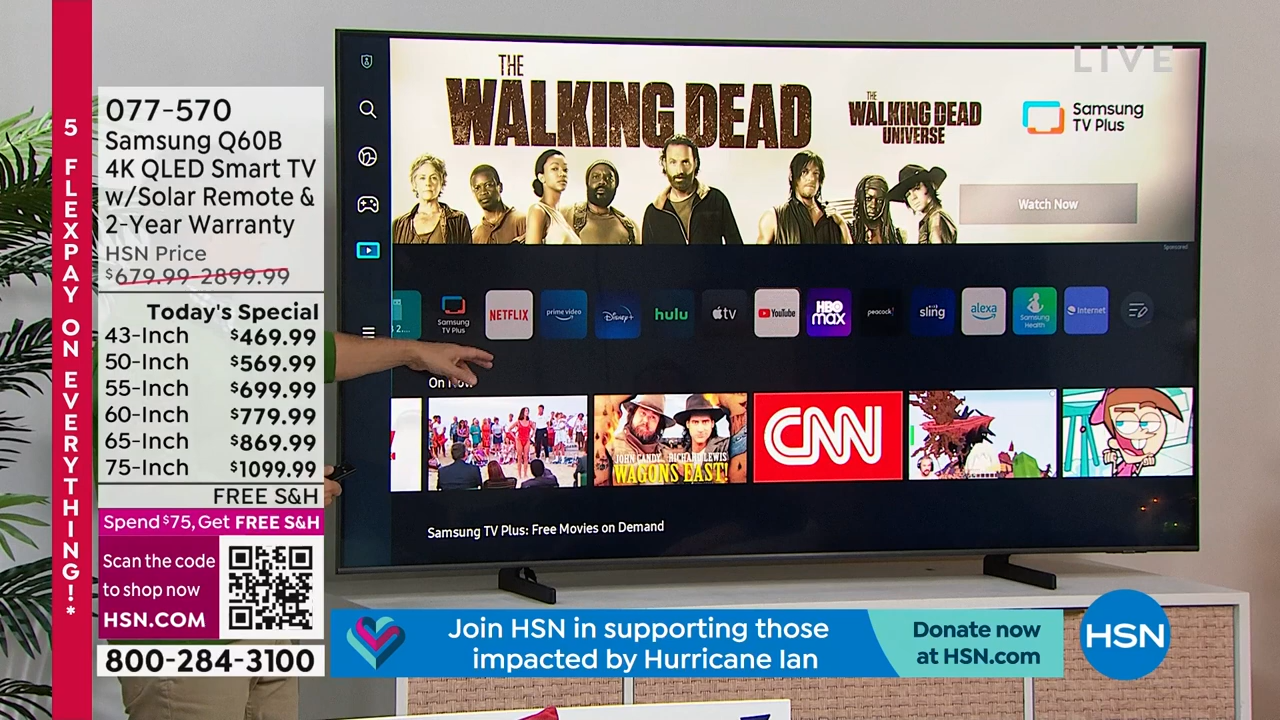 5 FLEXPAY ON EVERYTHING!*
077-570
Samsung Q60B
4K QLED Smart TV
w/Solar Remote &
2-Year Warranty
HSN Price
$679.99-2899.99
Today's Special
43-Inch $469.99
50-Inch $569.99
55-Inch $699.99
60-Inch $779.99
65-Inch $869.99
75-Inch $1099.99
FREE S&H
Spend $75, Get FREE S&H
Scan the code
to shop now
HSN.COM
800-284-3100
LIVE
THE
WALKING DEAD
THE
WALKING DEAD
UNIVERSE
Samsung
TV Plus
Watch Now
Sponsored
Samsung
TV Plus
NETFLIX
prime video
Disney+
hulu
tv
YouTube
HBO
max
peacock
sling
alexa
Samsung
Health
Internet
On Now
JOHN CANDY RICHARD LEWIS
WAGONS EAST!
CNN
Samsung TV Plus: Free Movies on Demand
Join HSN in supporting those
impacted by Hurricane Ian
Donate now
at HSN.com
HSN